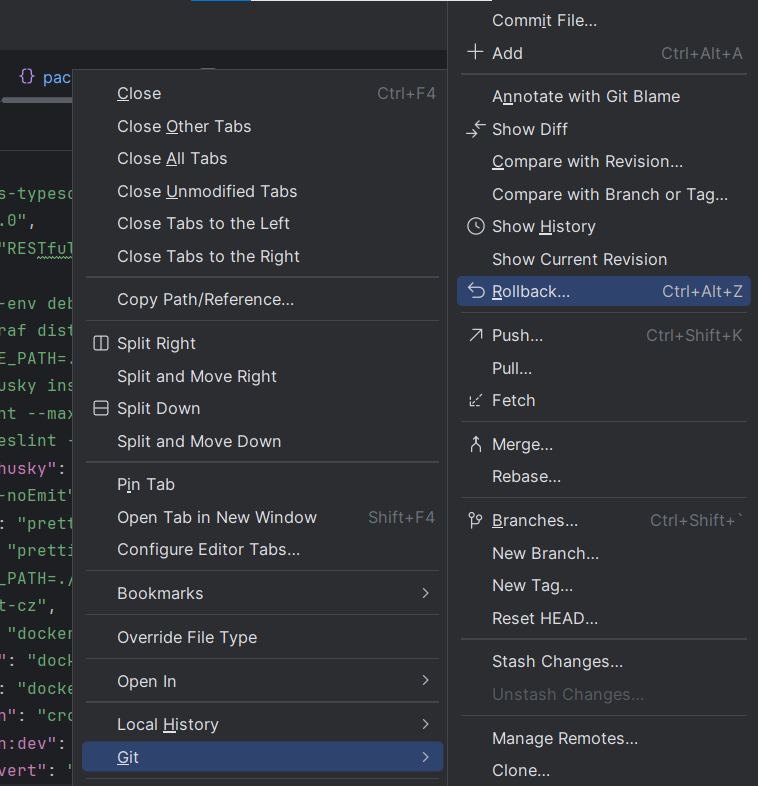 {} pac
s-typesc
.0",
"RESTful
-env deb
raf dist
E_PATH=.
usky ins
nt --max
eslint -
husky":
-noEmit"
: "prett
"pretti
_PATH=./
t-cz",
"docker
": "dock
: "docke
n": "cro
n:dev":
vert": "
Close Ctrl+F4
Close Other Tabs
Close All Tabs
Close Unmodified Tabs
Close Tabs to the Left
Close Tabs to the Right
Copy Path/Reference...
Split Right
Split and Move Right
Split Down
Split and Move Down
Pin Tab
Open Tab in New Window Shift+F4
Configure Editor Tabs...
Bookmarks
Override File Type
Open In
Local History
Git
Commit File...
Add Ctrl+Alt+A
Annotate with Git Blame
Show Diff
Compare with Revision...
Compare with Branch or Tag...
Show History
Show Current Revision
Rollback... Ctrl+Alt+Z
Push... Ctrl+Shift+K
Pull...
Fetch
Merge...
Rebase...
Branches... Ctrl+Shift+`
New Branch...
New Tag...
Reset HEAD...
Stash Changes...
Unstash Changes...
Manage Remotes...
Clone...